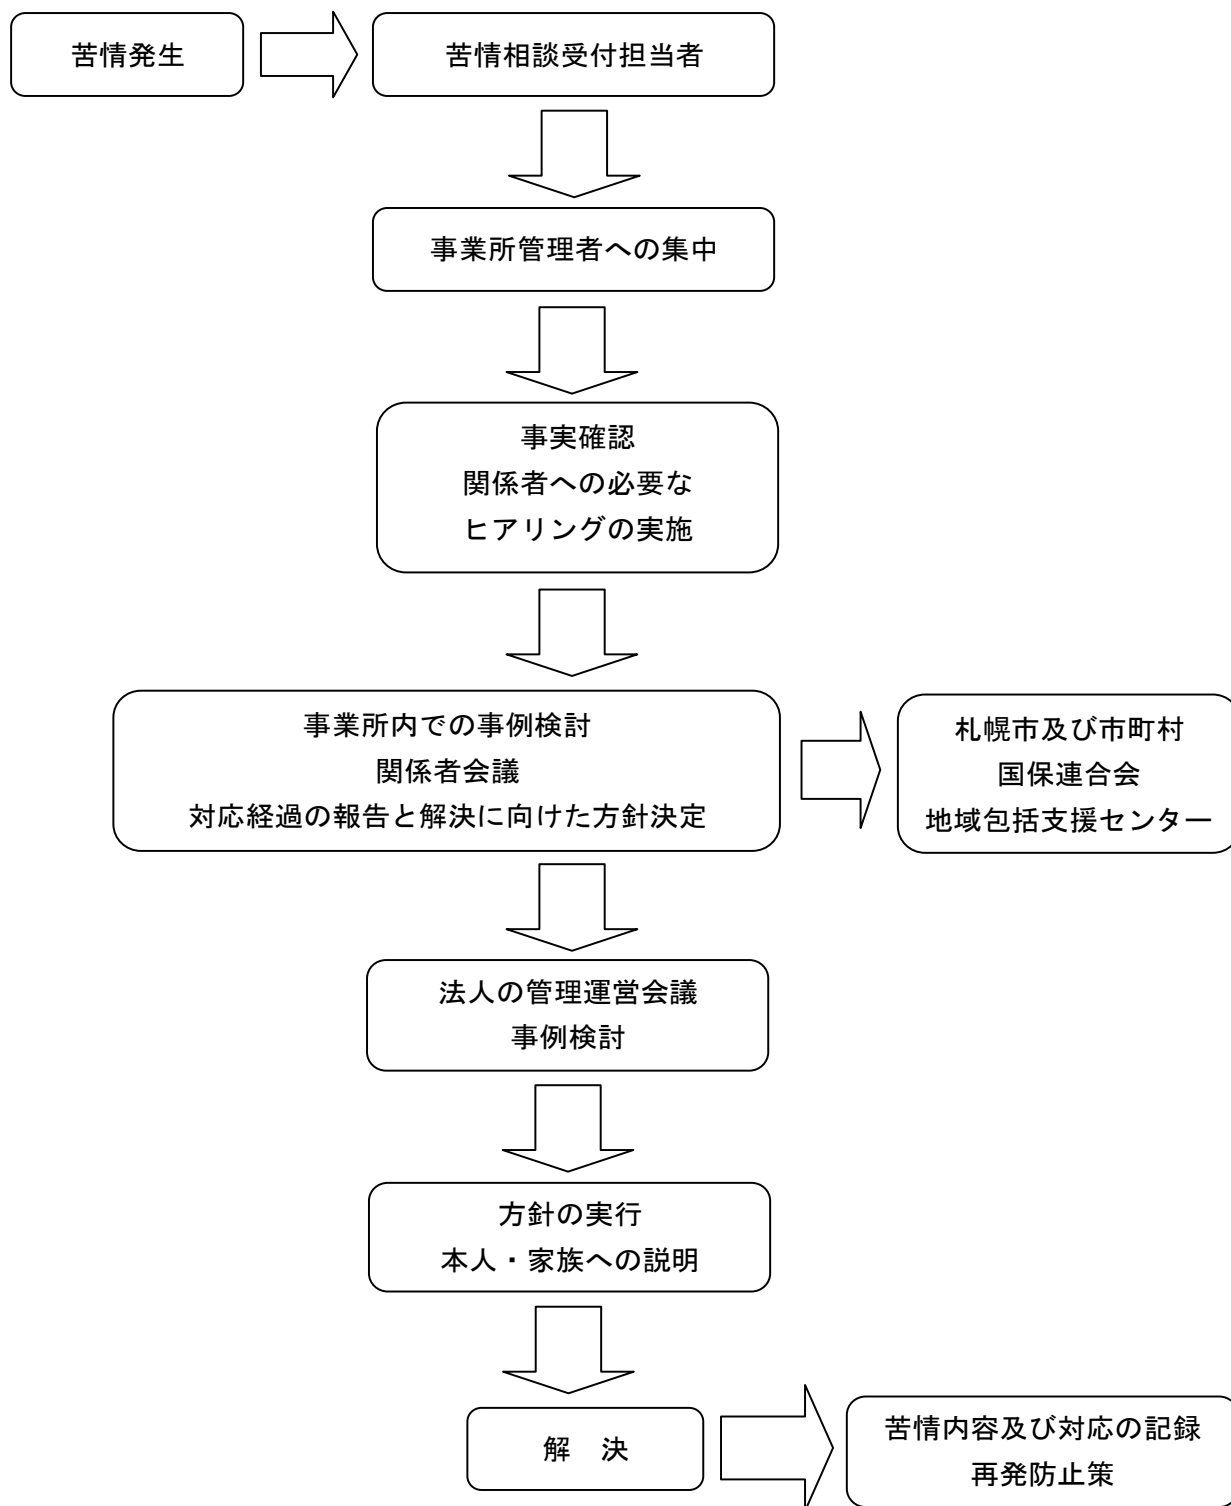 苦情発生
苦情相談受付担当者
事業所管理者への集中
事実確認
関係者への必要な
ヒアリングの実施
事業所内での事例検討
関係者会議
対応経過の報告と解決に向けた方針決定
札幌市及び市町村
国保連合会
地域包括支援センター
法人の管理運営会議
事例検討
方針の実行
本人・家族への説明
解　決
苦情内容及び対応の記録
再発防止策